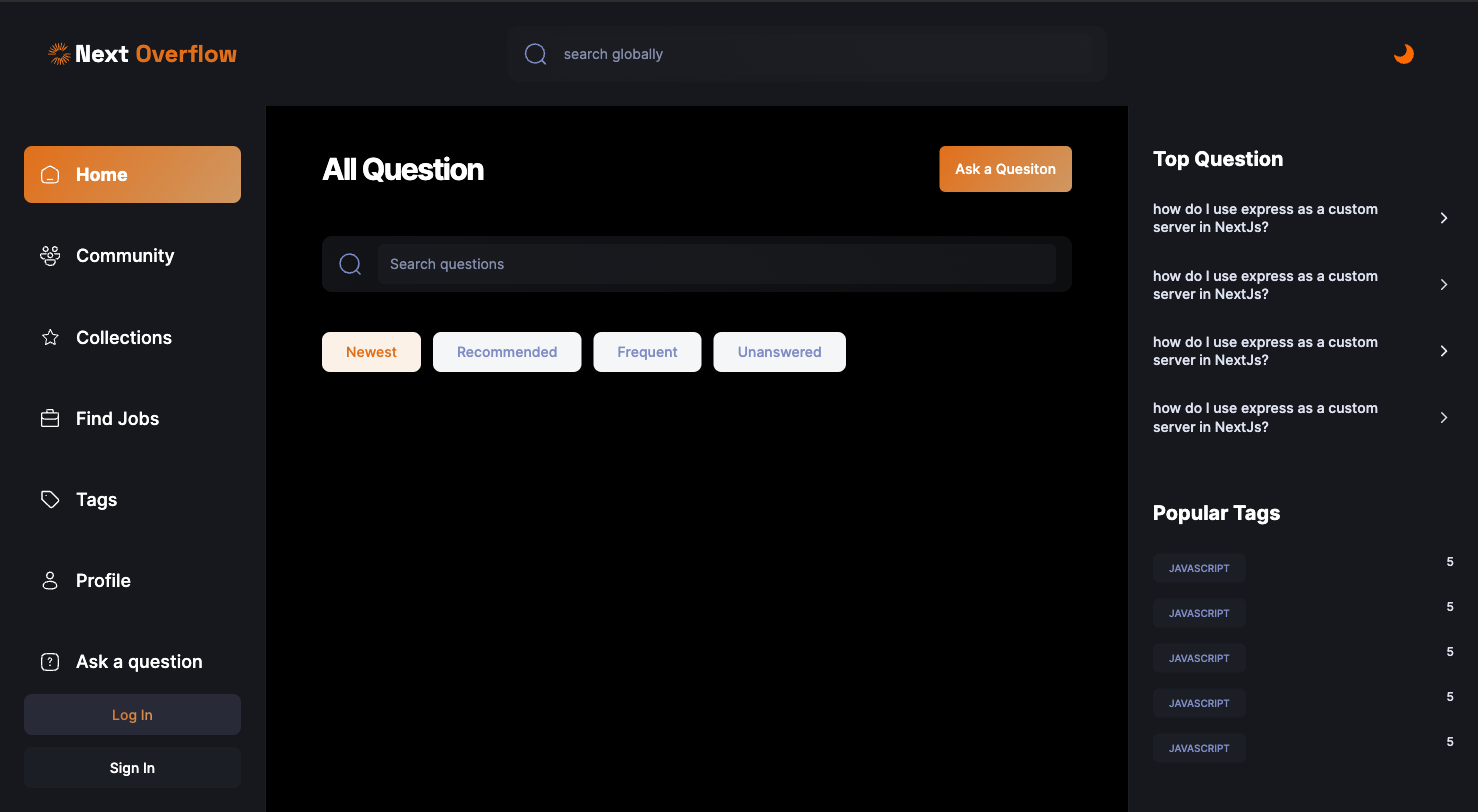 Next Overflow
search globally
Home
Community
Collections
Find Jobs
Tags
Profile
Ask a question
Log In
Sign In
All Question
Ask a Quesiton
Search questions
Newest
Recommended
Frequent
Unanswered
Top Question
how do I use express as a custom
server in NextJs?
how do I use express as a custom
server in NextJs?
how do I use express as a custom
server in NextJs?
how do I use express as a custom
server in NextJs?
Popular Tags
JAVASCRIPT 5
JAVASCRIPT 5
JAVASCRIPT 5
JAVASCRIPT 5
JAVASCRIPT 5